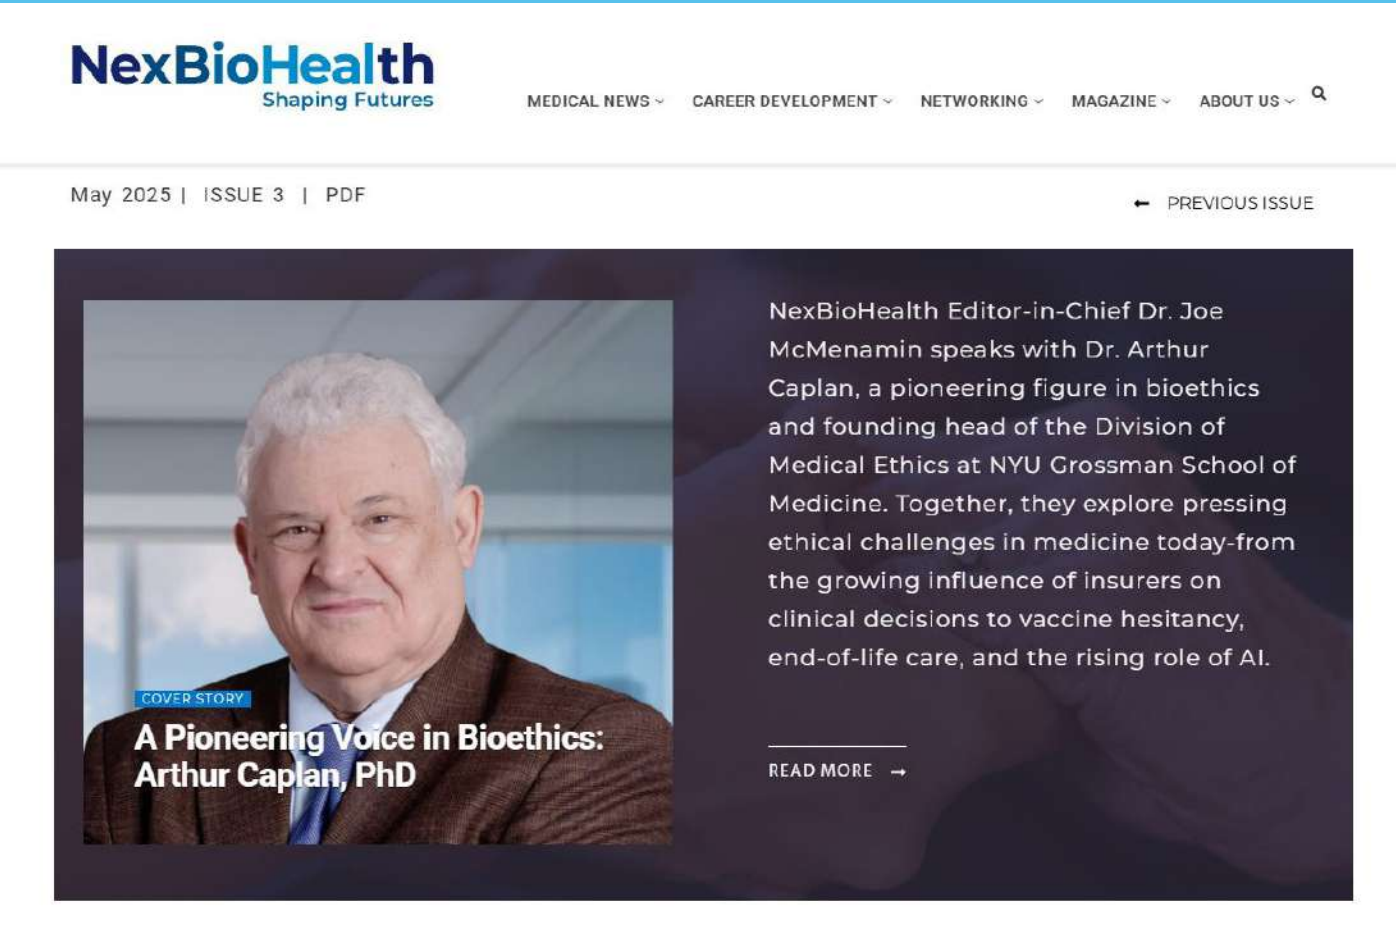 NexBioHealth
Shaping Futures
MEDICAL NEWS CAREER DEVELOPMENT NETWORKING MAGAZINE ABOUT US
May 2025 | ISSUE 3 | PDF
← PREVIOUS ISSUE
NexBioHealth Editor-in-Chief Dr. Joe
McMenamin speaks with Dr. Arthur
Caplan, a pioneering figure in bioethics
and founding head of the Division of
Medical Ethics at NYU Grossman School of
Medicine. Together, they explore pressing
ethical challenges in medicine today-from
the growing influence of insurers on
clinical decisions to vaccine hesitancy,
end-of-life care, and the rising role of AI.
READ MORE →
COVER STORY
A Pioneering Voice in Bioethics:
Arthur Caplan, PhD